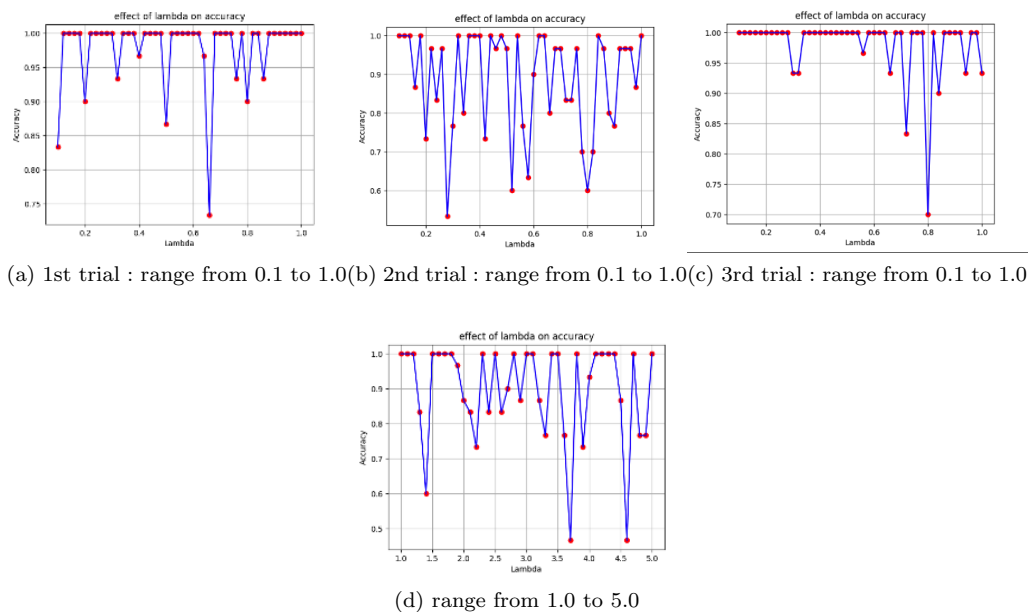 effect of lambda on accuracy
1.00
0.95
0.90
0.85
0.80
0.75
Accuracy
0.2 0.4 0.6 0.8 1.0
Lambda
effect of lambda on accuracy
1.0
0.9
0.8
0.7
0.6
Accuracy
0.2 0.4 0.6 0.8 1.0
Lambda
effect of lambda on accuracy
1.00
0.95
0.90
0.85
0.80
0.75
0.70
Accuracy
0.2 0.4 0.6 0.8 1.0
Lambda
(a) 1st trial : range from 0.1 to 1.0(b) 2nd trial : range from 0.1 to 1.0(c) 3rd trial : range from 0.1 to 1.0
effect of lambda on accuracy
1.0
0.9
0.8
0.7
0.6
0.5
Accuracy
1.0 1.5 2.0 2.5 3.0 3.5 4.0 4.5 5.0
Lambda
(d) range from 1.0 to 5.0